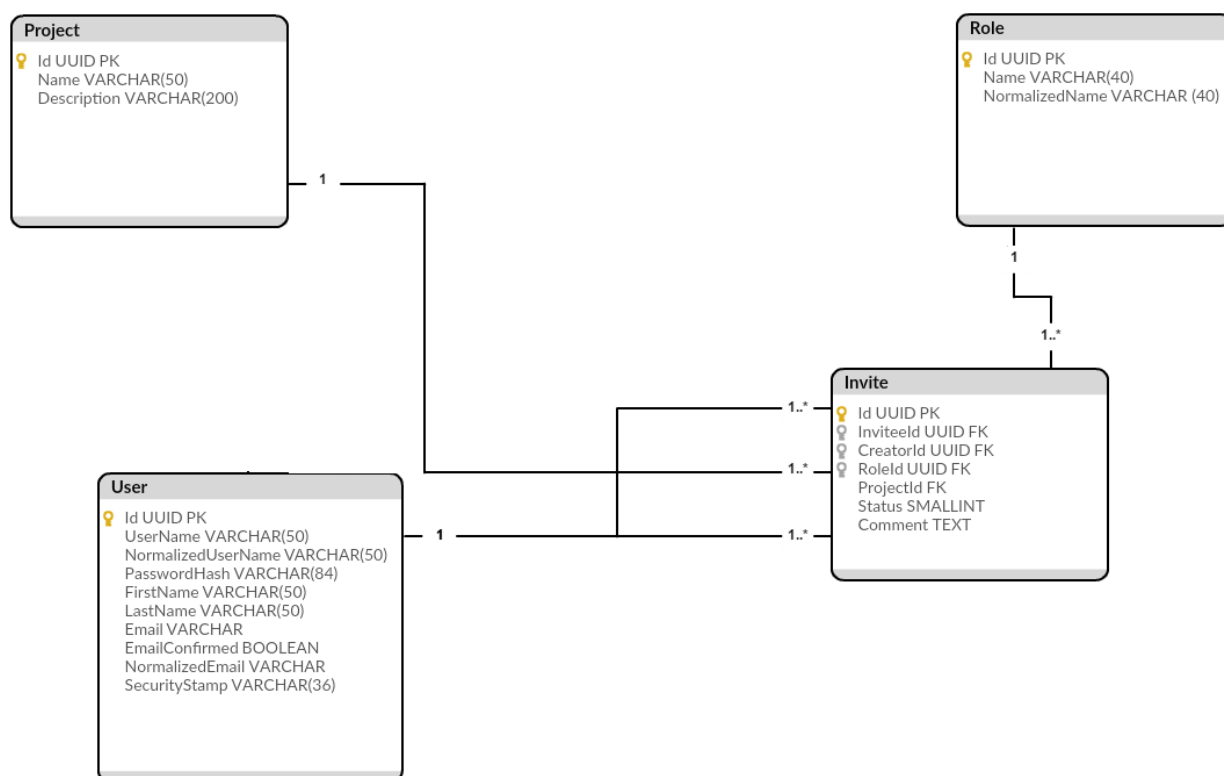 Project
Id UUID PK
Name VARCHAR(50)
Description VARCHAR(200)
Role
Id UUID PK
Name VARCHAR(40)
NormalizedName VARCHAR (40)
1
1
1..*
Invite
Id UUID PK
InviteeId UUID FK
CreatorId UUID FK
RoleId UUID FK
ProjectId FK
Status SMALLINT
Comment TEXT
1..*
1..*
1..*
User
Id UUID PK
UserName VARCHAR(50)
NormalizedUserName VARCHAR(50)
PasswordHash VARCHAR(84)
FirstName VARCHAR(50)
LastName VARCHAR(50)
Email VARCHAR
EmailConfirmed BOOLEAN
NormalizedEmail VARCHAR
SecurityStamp VARCHAR(36)
1